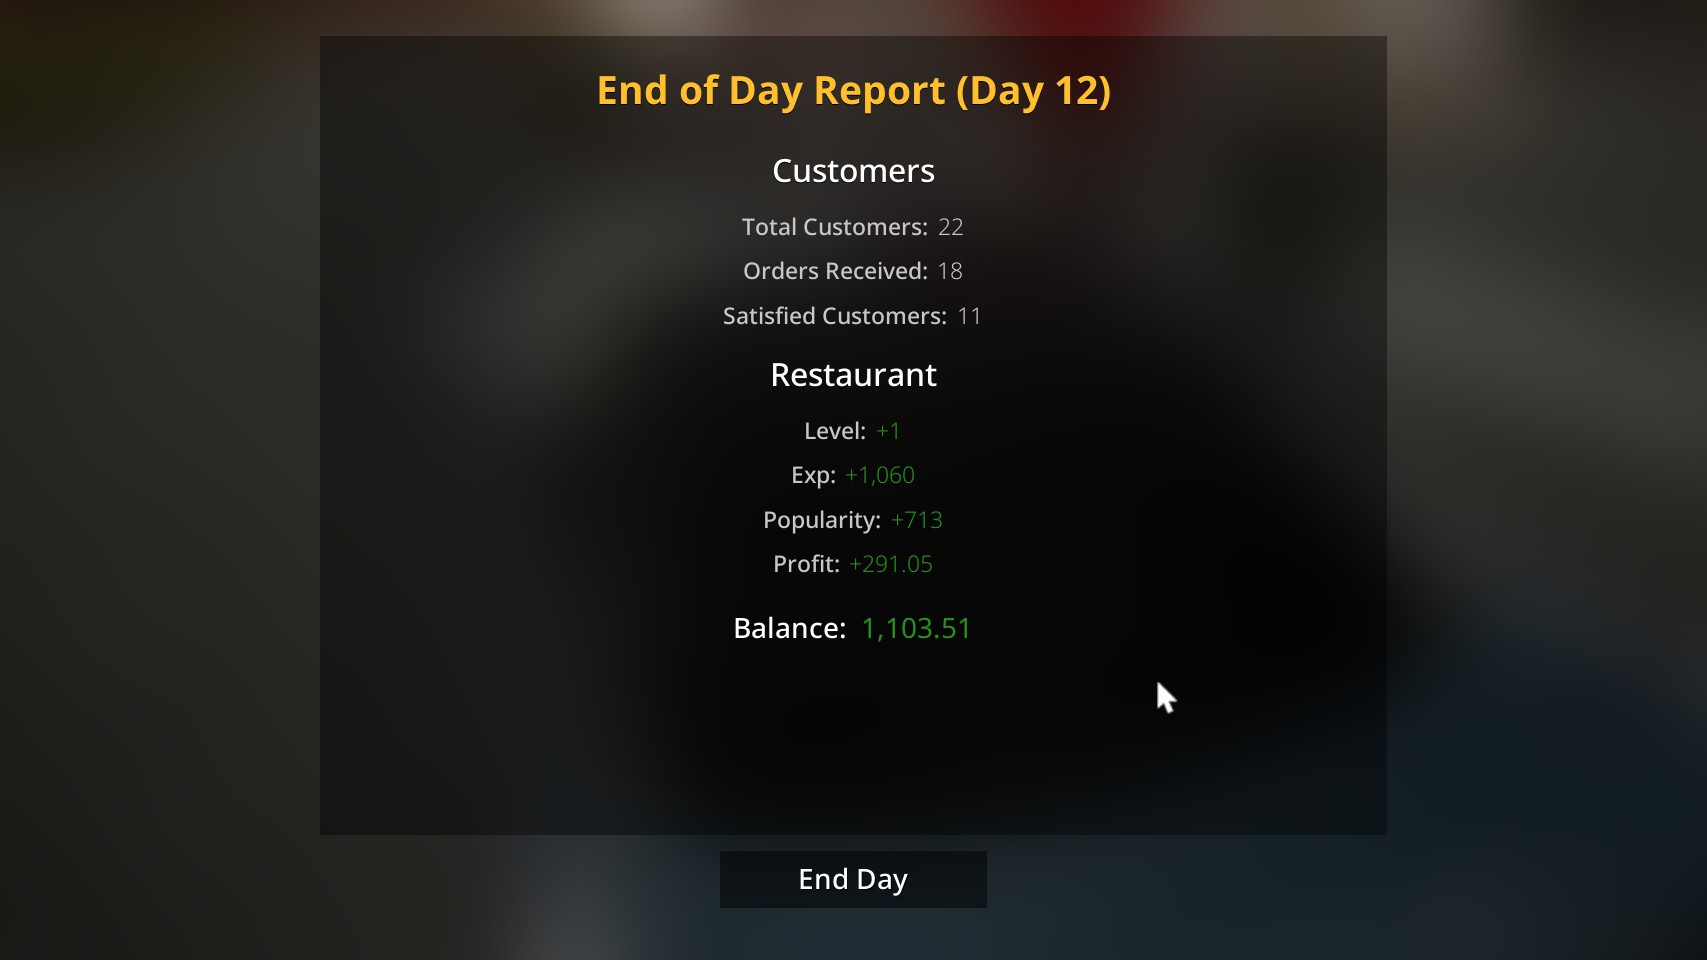 End of Day Report (Day 12)
Customers
Total Customers: 22
Orders Received: 18
Satisfied Customers: 11
Restaurant
Level: +1
Exp: +1,060
Popularity: +713
Profit: +291.05
Balance: 1,103.51
End Day